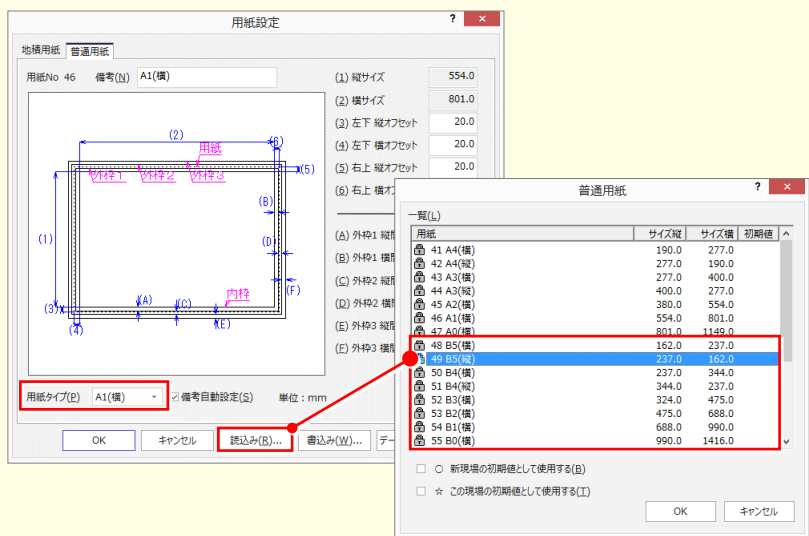 用紙設定
? ×
地積用紙 普通用紙
用紙No 46 備考(N) A1(横)
(1) 縦サイズ 554.0
(2) 横サイズ 801.0
(3) 左下 縦オフセット 20.0
(4) 左下 横オフセット 20.0
(5) 右上 縦オフセット 20.0
(6) 右上 横オ
(A) 外枠1 縦間
(B) 外枠1 横間
(C) 外枠2 縦間
(D) 外枠2 横間
(E) 外枠3 縦間
(F) 外枠3 横間
(2)
(6)
用紙
(5)
外枠1 外枠2 外枠3
(B)
(1)
(D)
(F)
内枠
(A) (C)
(3)
(E)
(4)
用紙タイプ(P) A1(横) 備考自動設定(S) 単位：mm
OK キャンセル 読込み(R)... 書込み(W)... デー
普通用紙
? ×
一覧(L)
用紙 サイズ縦 サイズ横 初期値
41 A4(横) 190.0 277.0
42 A4(縦) 277.0 190.0
43 A3(横) 277.0 400.0
44 A3(縦) 400.0 277.0
45 A2(横) 380.0 554.0
46 A1(横) 554.0 801.0
47 A0(横) 801.0 1149.0
48 B5(横) 162.0 237.0
49 B5(縦) 237.0 162.0
50 B4(横) 237.0 344.0
51 B4(縦) 344.0 237.0
52 B3(横) 324.0 475.0
53 B2(横) 475.0 688.0
54 B1(横) 688.0 990.0
55 B0(横) 990.0 1416.0
○ 新現場の初期値として使用する(B)
☆ この現場の初期値として使用する(T)
OK キャンセル